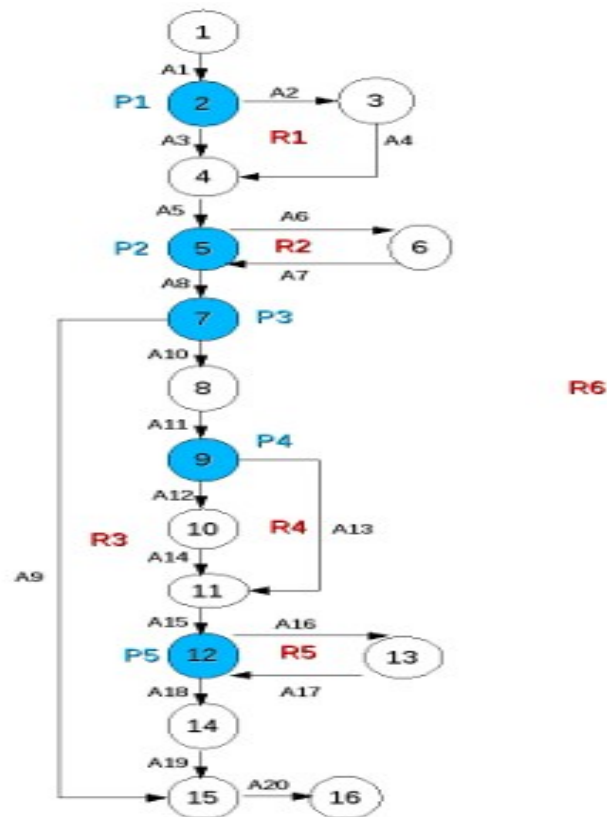 1
A1
P1 2 A2 3
A3 R1 A4
4
A5 A6
P2 5 R2 6
A7
A8
7 P3
A10
8 R6
A11
P4
9
A12
R3 10 R4 A13
A14
A9 11
A15 A16
P5 12 R5 13
A18 A17
14
A19 A20
15 16